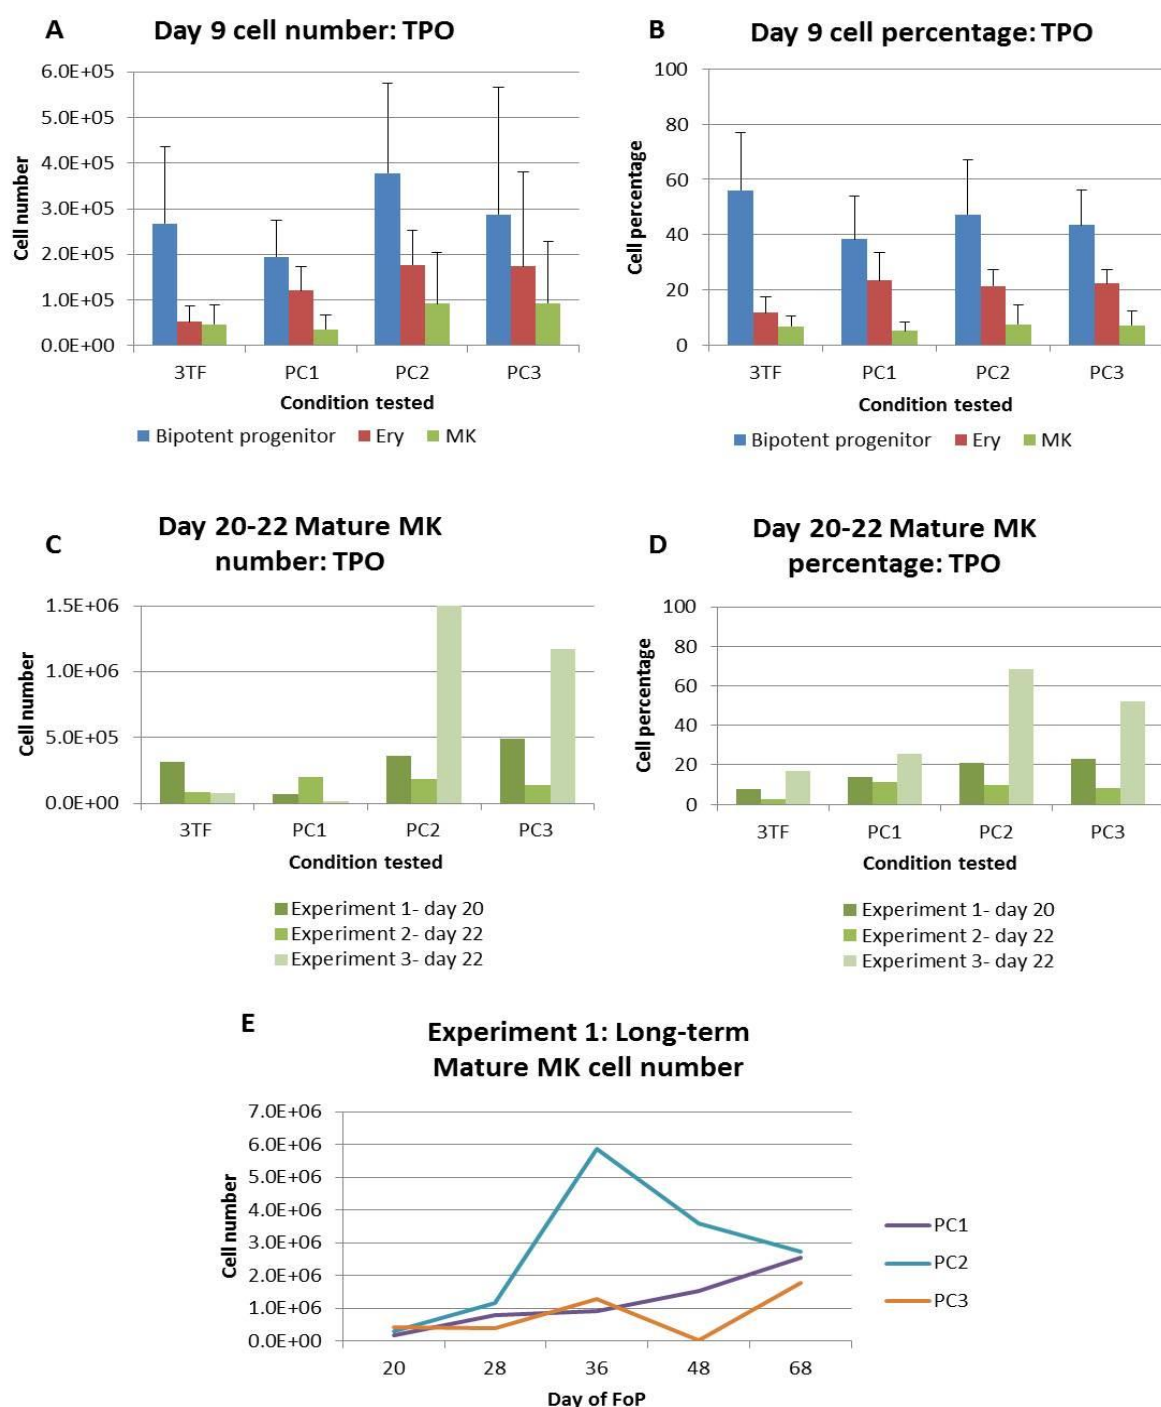 A
Day 9 cell number: TPO
6.0E+05
5.0E+05
4.0E+05
3.0E+05
2.0E+05
1.0E+05
0.0E+00
Cell number
3TF PC1 PC2 PC3
Condition tested
Bipotent progenitor Ery MK
B
Day 9 cell percentage: TPO
100
80
60
40
20
0
Cell percentage
3TF PC1 PC2 PC3
Condition tested
Bipotent progenitor Ery MK
C
Day 20-22 Mature MK
number: TPO
1.5E+06
1.0E+06
5.0E+05
0.0E+00
Cell number
3TF PC1 PC2 PC3
Condition tested
Experiment 1- day 20
Experiment 2- day 22
Experiment 3- day 22
D
Day 20-22 Mature MK
percentage: TPO
100
80
60
40
20
0
Cell percentage
3TF PC1 PC2 PC3
Condition tested
Experiment 1- day 20
Experiment 2- day 22
Experiment 3- day 22
E
Experiment 1: Long-term
Mature MK cell number
7.0E+06
6.0E+06
5.0E+06
4.0E+06
3.0E+06
2.0E+06
1.0E+06
0.0E+00
Cell number
20 28 36 48 68
Day of FoP
PC1
PC2
PC3